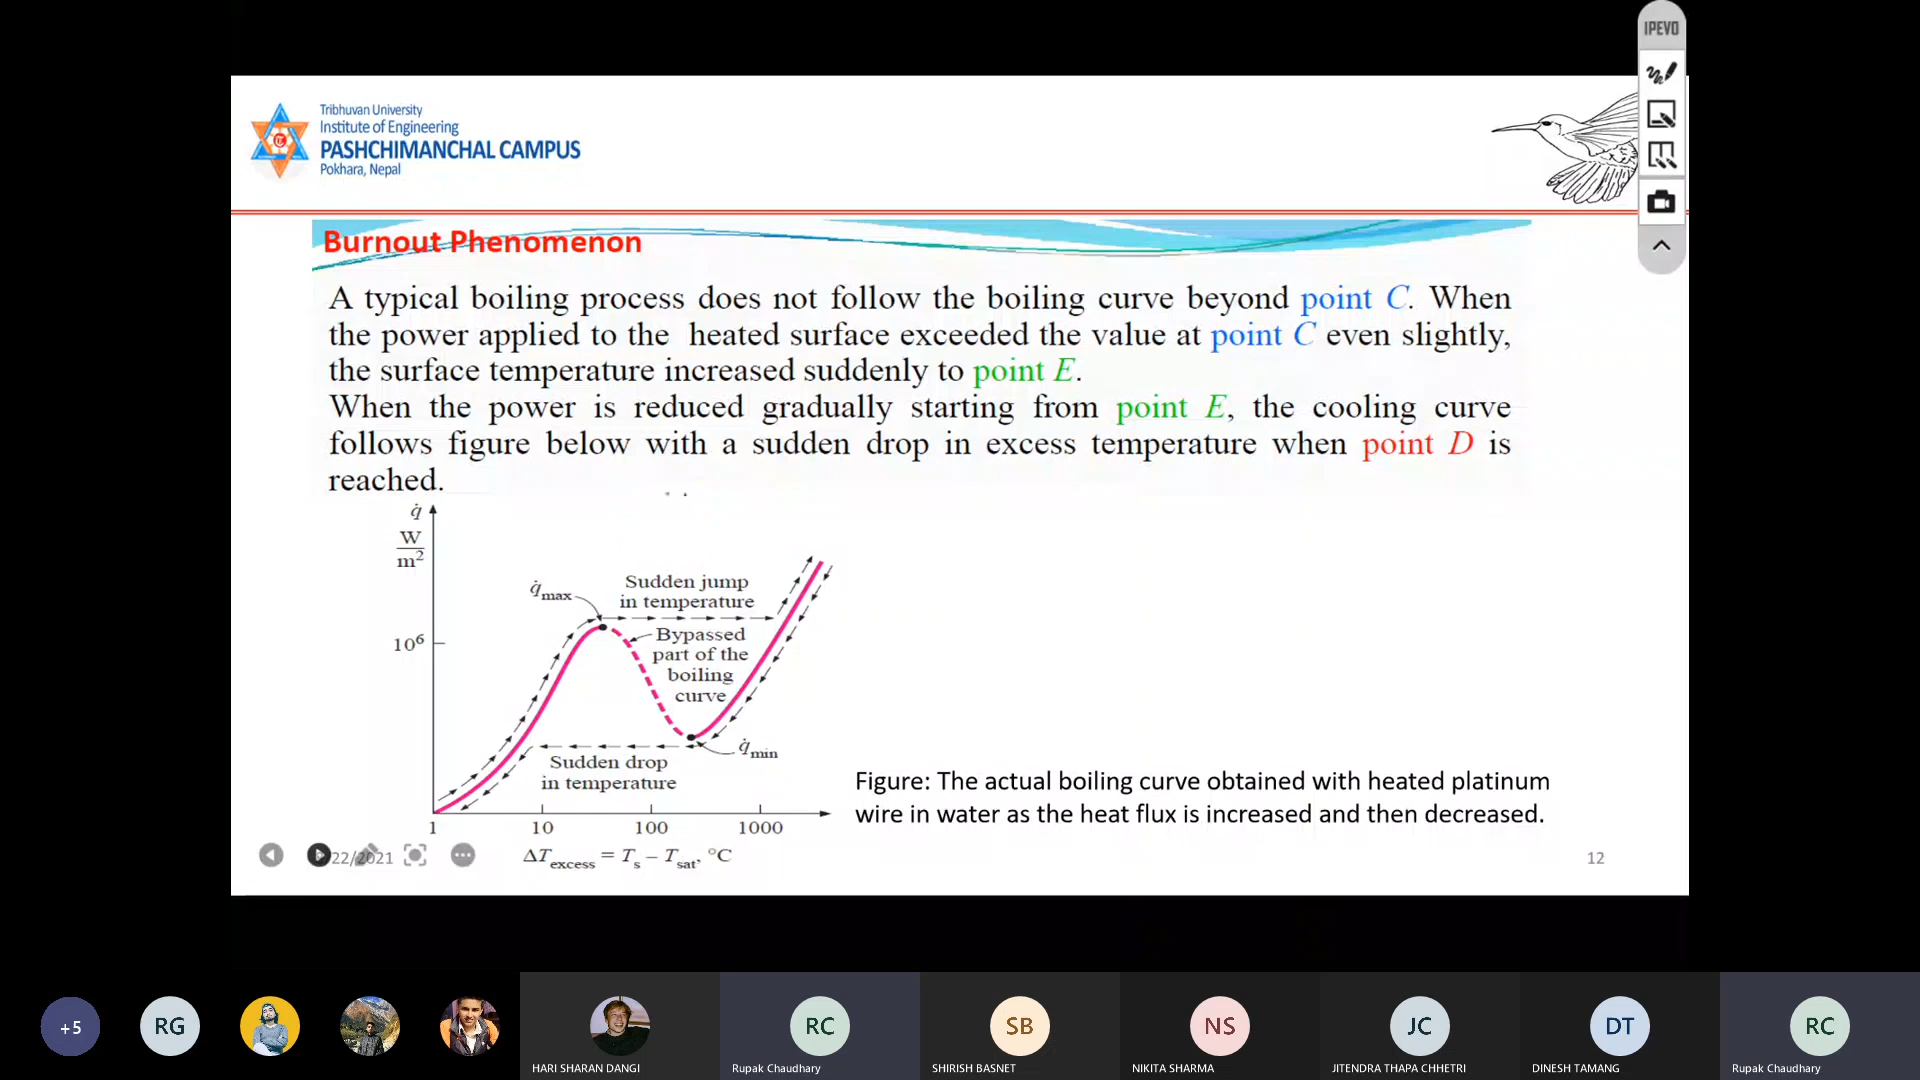 IPEVO
Tribhuvan University
Institute of Engineering
PASHCHIMANCHAL CAMPUS
Pokhara, Nepal
Burnout Phenomenon
A typical boiling process does not follow the boiling curve beyond point C. When
the power applied to the heated surface exceeded the value at point C even slightly,
the surface temperature increased suddenly to point E.
When the power is reduced gradually starting from point E, the cooling curve
follows figure below with a sudden drop in excess temperature when point D is
reached.
q̇
W
m²
q̇max
Sudden jump
in temperature
10⁶
Bypassed
part of the
boiling
curve
q̇min
Sudden drop
in temperature
1 10 100 1000
ΔTexcess = Ts – Tsat, °C
Figure: The actual boiling curve obtained with heated platinum
wire in water as the heat flux is increased and then decreased.
22/2021
12
+5
RG
RC
SB
NS
JC
DT
RC
HARI SHARAN DANGI
Rupak Chaudhary
SHIRISH BASNET
NIKITA SHARMA
JITENDRA THAPA CHHETRI
DINESH TAMANG
Rupak Chaudhary